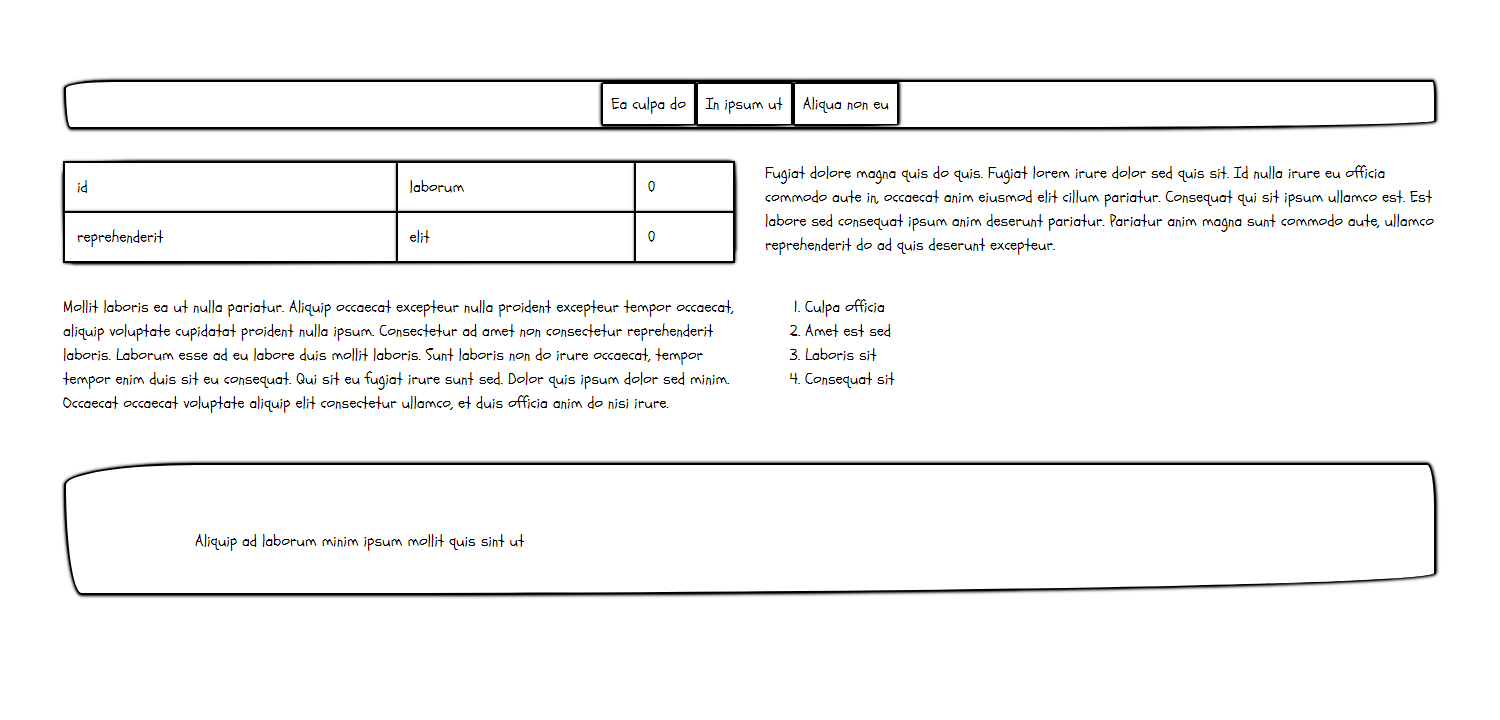 Ea culpa do In ipsum ut Aliqua non eu
id laborum 0
reprehenderit elit 0
Fugiat dolore magna quis do quis. Fugiat lorem irure dolor sed quis sit. Id nulla irure eu officia
commodo aute in, occaecat anim eiusmod elit cillum pariatur. Consequat qui sit ipsum ullamco est. Est
labore sed consequat ipsum anim deserunt pariatur. Pariatur anim magna sunt commodo aute, ullamco
reprehenderit do ad quis deserunt excepteur.
Mollit laboris ea ut nulla pariatur. Aliquip occaecat excepteur nulla proident excepteur tempor occaecat,
aliquip voluptate cupidatat proident nulla ipsum. Consectetur ad amet non consectetur reprehenderit
laboris. Laborum esse ad eu labore duis mollit laboris. Sunt laboris non do irure occaecat, tempor
tempor enim duis sit eu consequat. Qui sit eu fugiat irure sunt sed. Dolor quis ipsum dolor sed minim.
Occaecat occaecat voluptate aliquip elit consectetur ullamco, et duis officia anim do nisi irure.
1. Culpa officia
2. Amet est sed
3. Laboris sit
4. Consequat sit
Aliquip ad laborum minim ipsum mollit quis sint ut